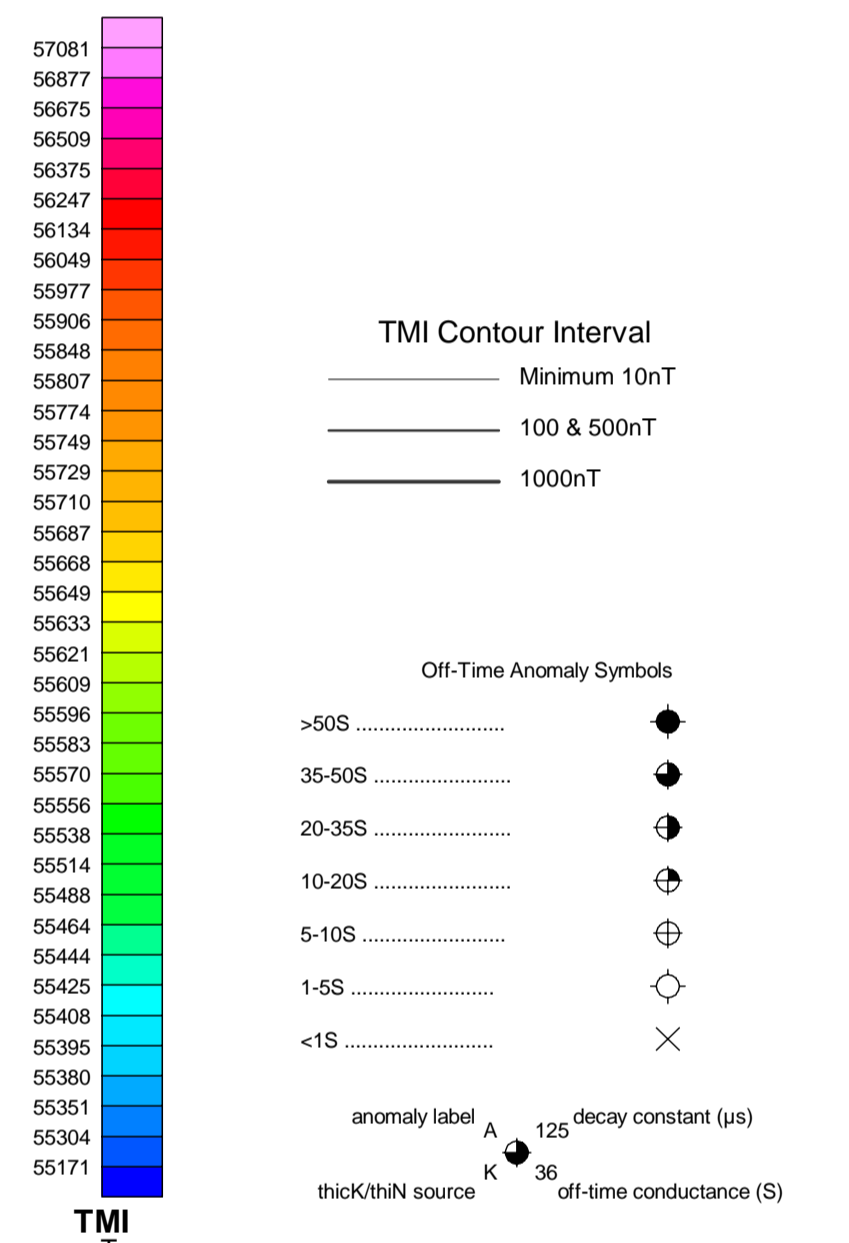 57081
56877
56675
56509
56375
56247
56134
56049
55977
55906
55848
55807
55774
55749
55729
55710
55687
55668
55649
55633
55621
55609
55596
55583
55570
55556
55538
55514
55488
55464
55444
55425
55408
55395
55380
55351
55304
55171
TMI
TMI Contour Interval
Minimum 10nT
100 & 500nT
1000nT
Off-Time Anomaly Symbols
>50S ..........................
35-50S ........................
20-35S ........................
10-20S ........................
5-10S .........................
1-5S .........................
<1S ..........................
anomaly label A 125 decay constant (µs)
thicK/thiN source K 36 off-time conductance (S)